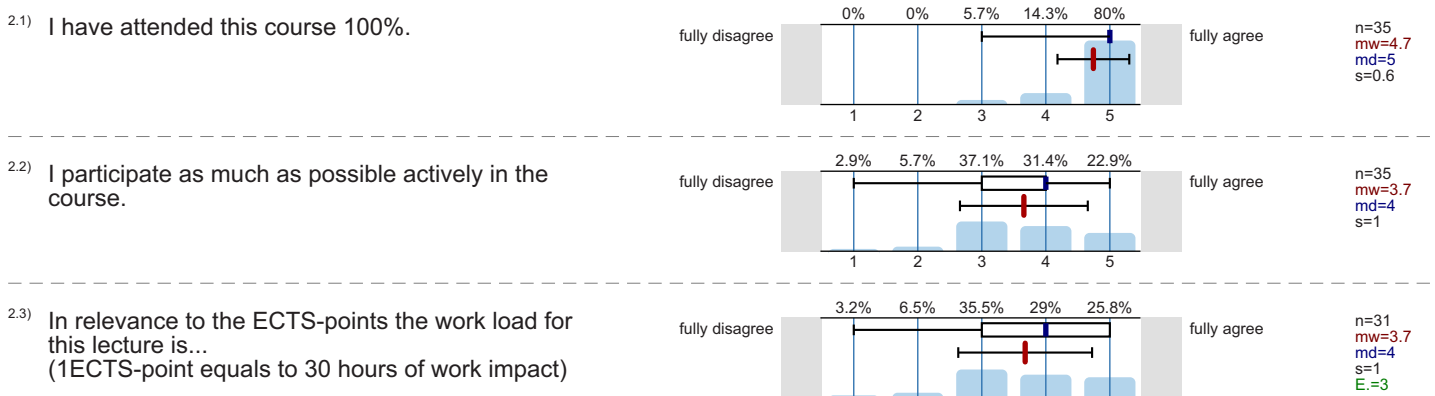 2.1) I have attended this course 100%.
0% 0% 5.7% 14.3% 80%
fully disagree fully agree
1 2 3 4 5
n=35
mw=4.7
md=5
s=0.6
2.2) I participate as much as possible actively in the
course.
2.9% 5.7% 37.1% 31.4% 22.9%
fully disagree fully agree
1 2 3 4 5
n=35
mw=3.7
md=4
s=1
2.3) In relevance to the ECTS-points the work load for
this lecture is...
(1ECTS-point equals to 30 hours of work impact)
3.2% 6.5% 35.5% 29% 25.8%
fully disagree fully agree
n=31
mw=3.7
md=4
s=1
E.=3